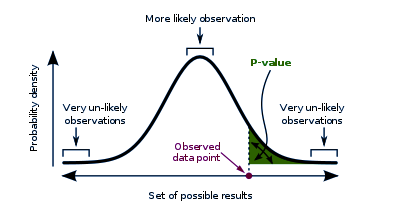 More likely observation
P-value
Very un-likely
observations
Very un-likely
observations
Probability density
Observed
data point
Set of possible results